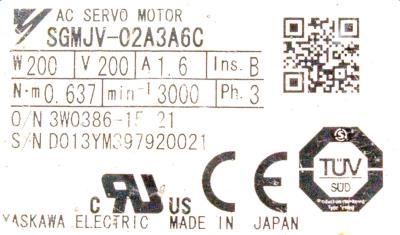 AC SERVO MOTOR
SGMJV-02A3A6C
W 200 V 200 A 1.6 Ins. B
N·m 0.637 min⁻¹ 3000 Ph. 3
O/N 3W0386-15 21
S/N D013YM397920021
C US CE
TÜV
SÜD
YASKAWA ELECTRIC MADE IN JAPAN